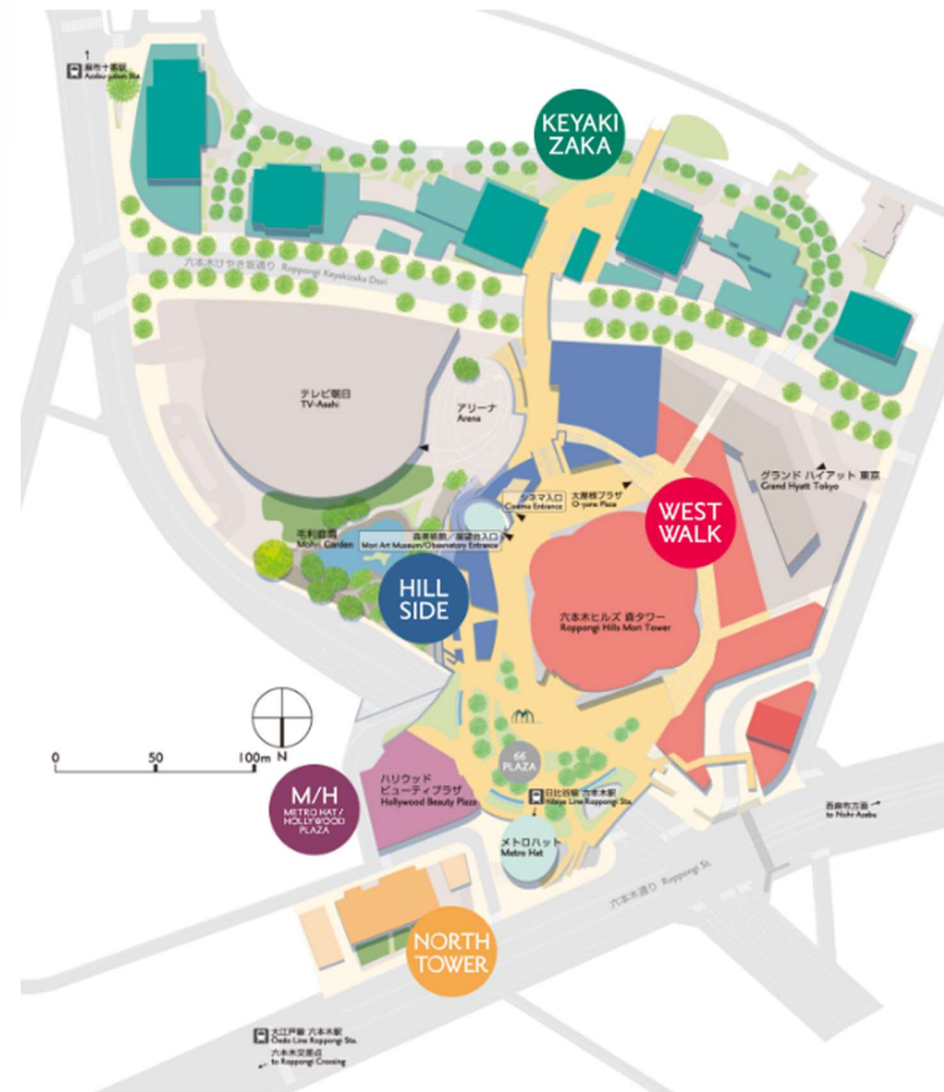 麻布十番駅
Azabu-juban Sta.
KEYAKI
ZAKA
六本木けやき坂通り Roppongi Keyakizaka Dori
テレビ朝日
TV-Asahi
アリーナ
Arena
グランド ハイアット 東京
Grand Hyatt Tokyo
シネマ入口
Cinema Entrance
大屋根プラザ
O-yane Plaza
WEST
WALK
毛利庭園
Mohri Garden
森美術館／展望台入口
Mori Art Museum/Observatory Entrance
HILL
SIDE
六本木ヒルズ 森タワー
Roppongi Hills Mori Tower
0 50 100m N
66
PLAZA
ハリウッド
ビューティプラザ
Hollywood Beauty Plaza
M/H
METRO HAT/
HOLLYWOOD
PLAZA
日比谷線 六本木駅
Hibiya Line Roppongi Sta.
西麻布方面
to Nishi-Azabu
メトロハット
Metro Hat
六本木通り Roppongi St.
NORTH
TOWER
大江戸線 六本木駅
Oedo Line Roppongi Sta.
六本木交差点
to Roppongi Crossing